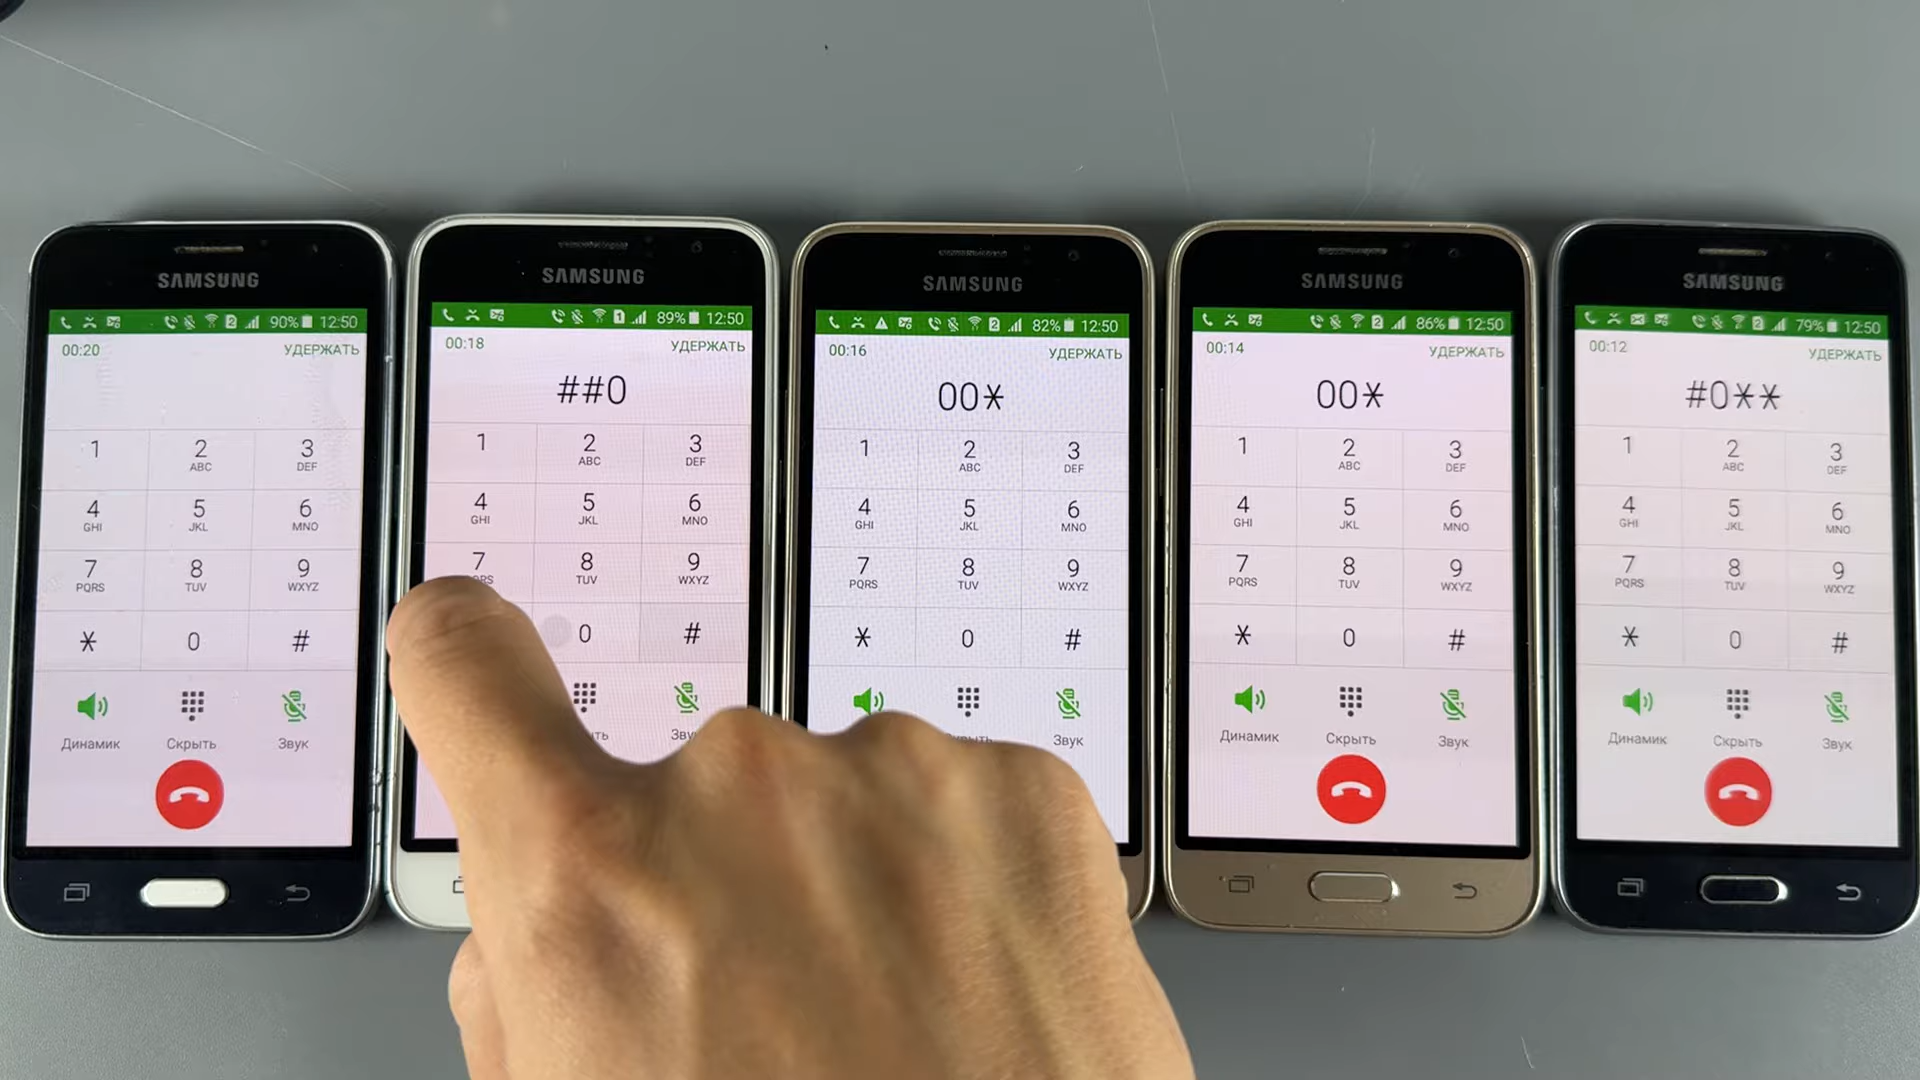 SAMSUNG
90% 12:50
00:20 УДЕРЖАТЬ
1 2 3
ABC DEF
4 5 6
GHI JKL MNO
7 8 9
PQRS TUV WXYZ
* 0 #
Динамик Скрыть Звук
SAMSUNG
1 89% 12:50
00:18 УДЕРЖАТЬ
##0
1 2 3
ABC DEF
4 5 6
GHI JKL MNO
7 8 9
TUV WXYZ
0 #
SAMSUNG
2 82% 12:50
00:16 УДЕРЖАТЬ
00*
1 2 3
ABC DEF
4 5 6
GHI JKL MNO
7 8 9
PQRS TUV WXYZ
* 0 #
Звук
SAMSUNG
2 86% 12:50
00:14 УДЕРЖАТЬ
00*
1 2 3
ABC DEF
4 5 6
GHI JKL MNO
7 8 9
PQRS TUV WXYZ
* 0 #
Динамик Скрыть Звук
SAMSUNG
2 79% 12:50
00:12 УДЕРЖАТЬ
#0**
1 2 3
ABC DEF
4 5 6
GHI JKL MNO
7 8 9
PQRS TUV WXYZ
* 0 #
Динамик Скрыть Звук